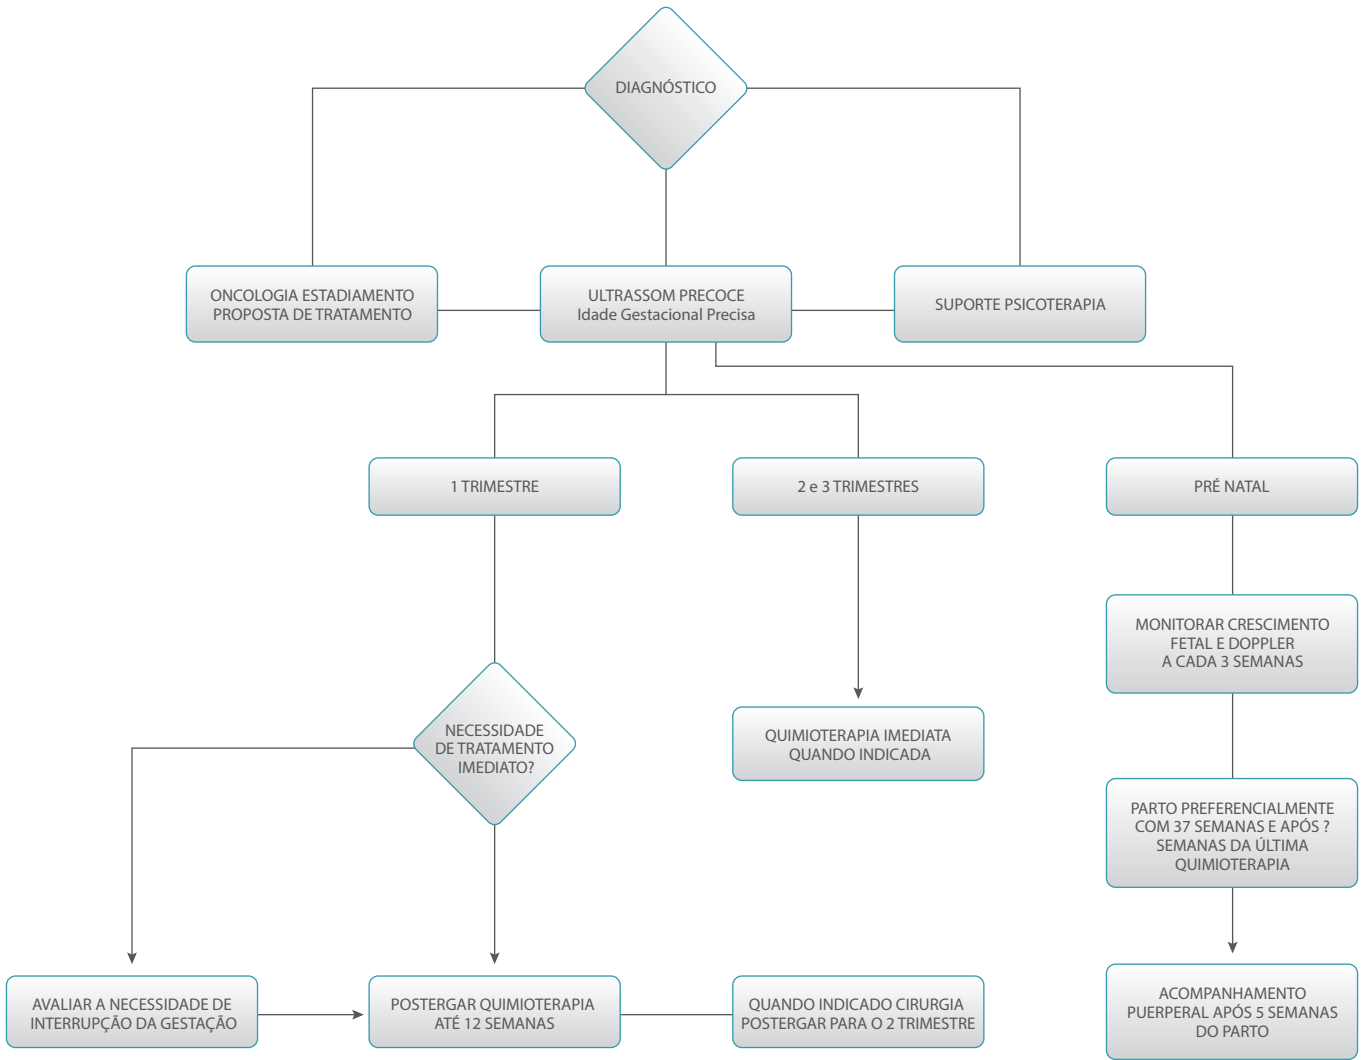 DIAGNÓSTICO
ONCOLOGIA ESTADIAMENTO
PROPOSTA DE TRATAMENTO
ULTRASSOM PRECOCE
Idade Gestacional Precisa
SUPORTE PSICOTERAPIA
1 TRIMESTRE
2 e 3 TRIMESTRES
PRÉ NATAL
MONITORAR CRESCIMENTO
FETAL E DOPPLER
A CADA 3 SEMANAS
NECESSIDADE
DE TRATAMENTO
IMEDIATO?
QUIMIOTERAPIA IMEDIATA
QUANDO INDICADA
PARTO PREFERENCIALMENTE
COM 37 SEMANAS E APÓS ?
SEMANAS DA ÚLTIMA
QUIMIOTERAPIA
AVALIAR A NECESSIDADE DE
INTERRUPÇÃO DA GESTAÇÃO
POSTERGAR QUIMIOTERAPIA
ATÉ 12 SEMANAS
QUANDO INDICADO CIRURGIA
POSTERGAR PARA O 2 TRIMESTRE
ACOMPANHAMENTO
PUERPERAL APÓS 5 SEMANAS
DO PARTO